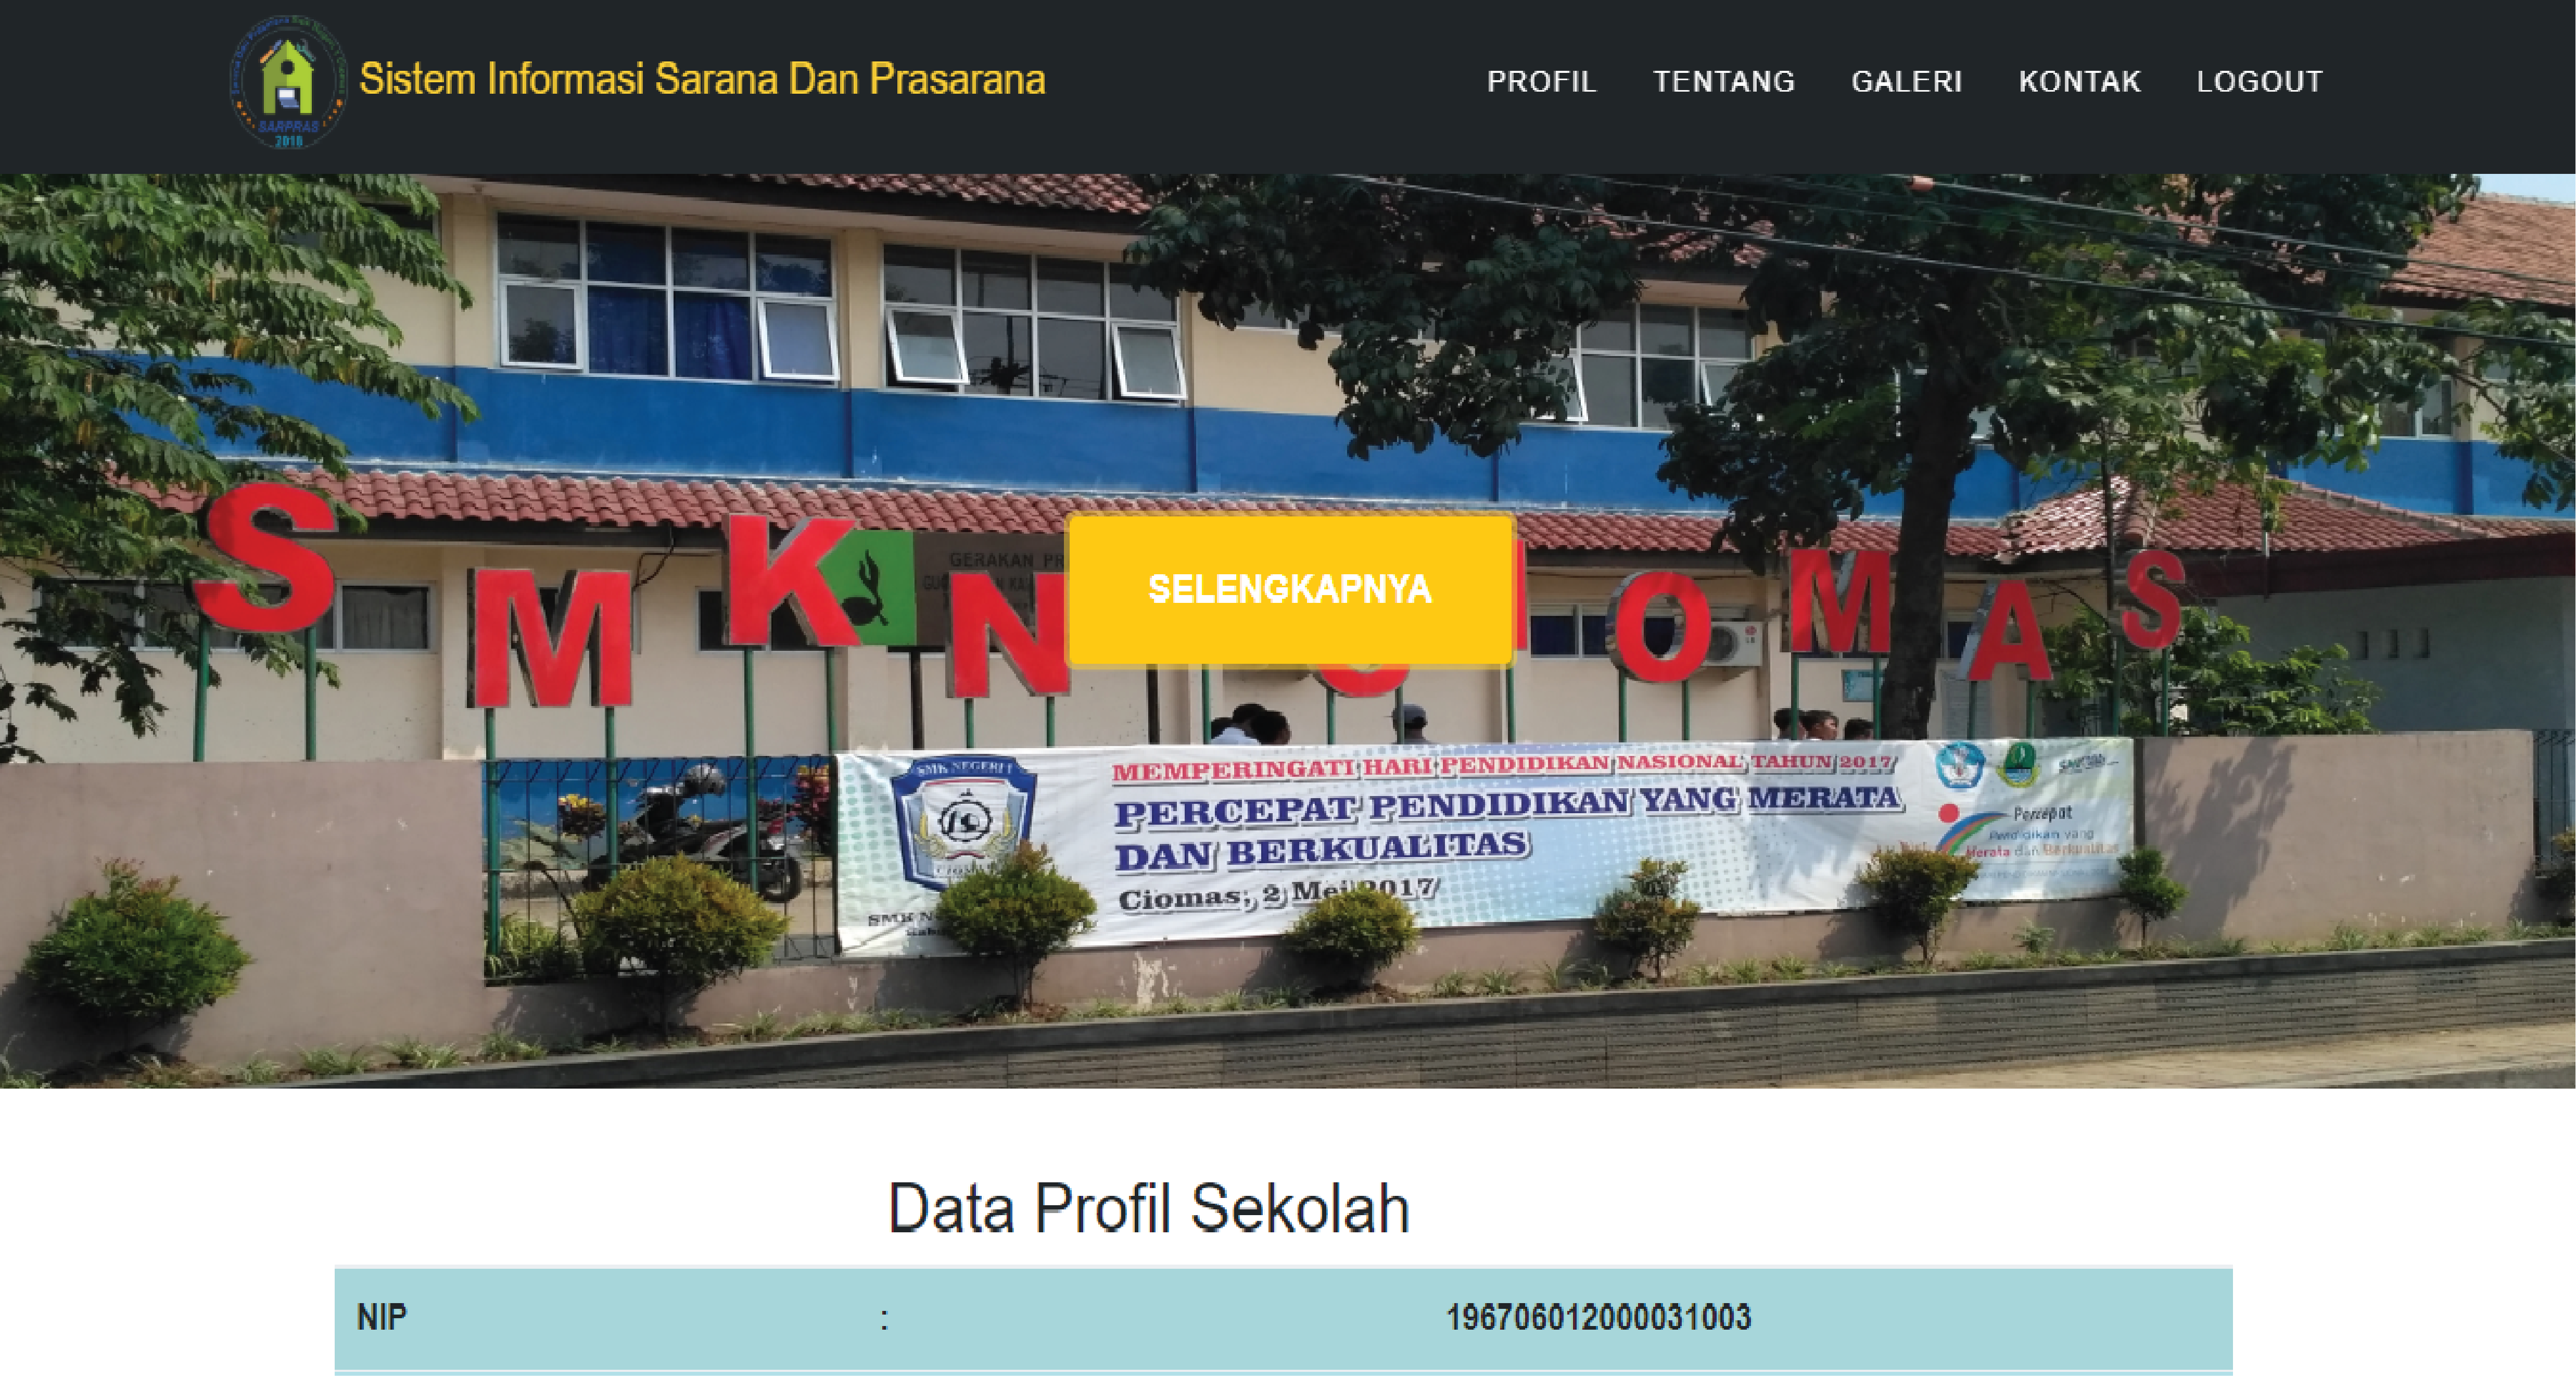 SARPRAS
2018
Sistem Informasi Sarana Dan Prasarana
PROFIL TENTANG GALERI KONTAK LOGOUT
S M K N O M A S
GERAKAN PR
SELENGKAPNYA
SMK NEGERI 1
MEMPERINGATI HARI PENDIDIKAN NASIONAL TAHUN 2017
PERCEPAT PENDIDIKAN YANG MERATA
DAN BERKUALITAS
Ciomas, 2 Mei 2017
Percepat
Pendidikan yang
Merata dan Berkualitas
SMK N
Data Profil Sekolah
NIP : 196706012000031003